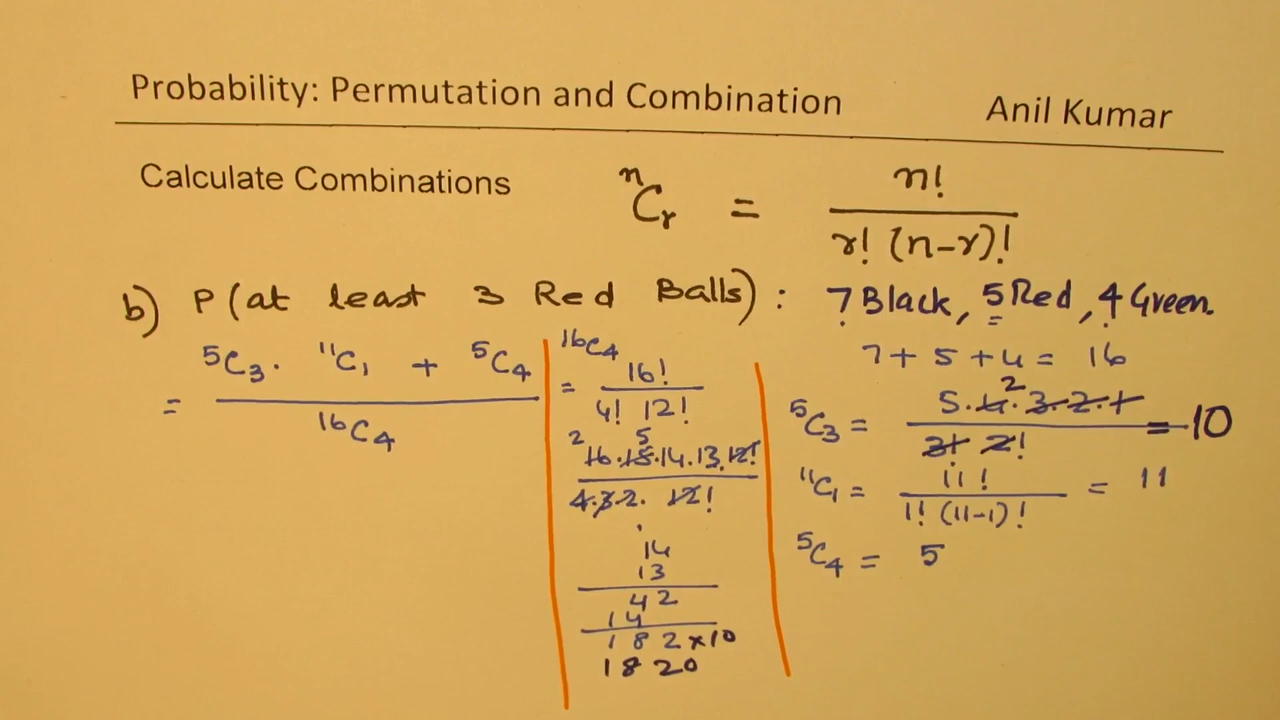 Probability: Permutation and Combination Anil Kumar
Calculate Combinations ⁿCᵣ = n! / r! (n-r)!
b) P(at least 3 Red Balls) : 7 Black, 5 Red, 4 Green.
7 + 5 + 4 = 16
= ⁵C₃ · ¹¹C₁ + ⁵C₄ / ¹⁶C₄
¹⁶C₄
= 16! / 4! 12!
2 5
16·15·14·13·12! / 4·3·2· 12!
14
13
42
14
182×10
1820
⁵C₃ = 5·4·3·2·1 / 3! 2! = 10
2
¹¹C₁ = 11! / 1! (11-1)! = 11
⁵C₄ = 5